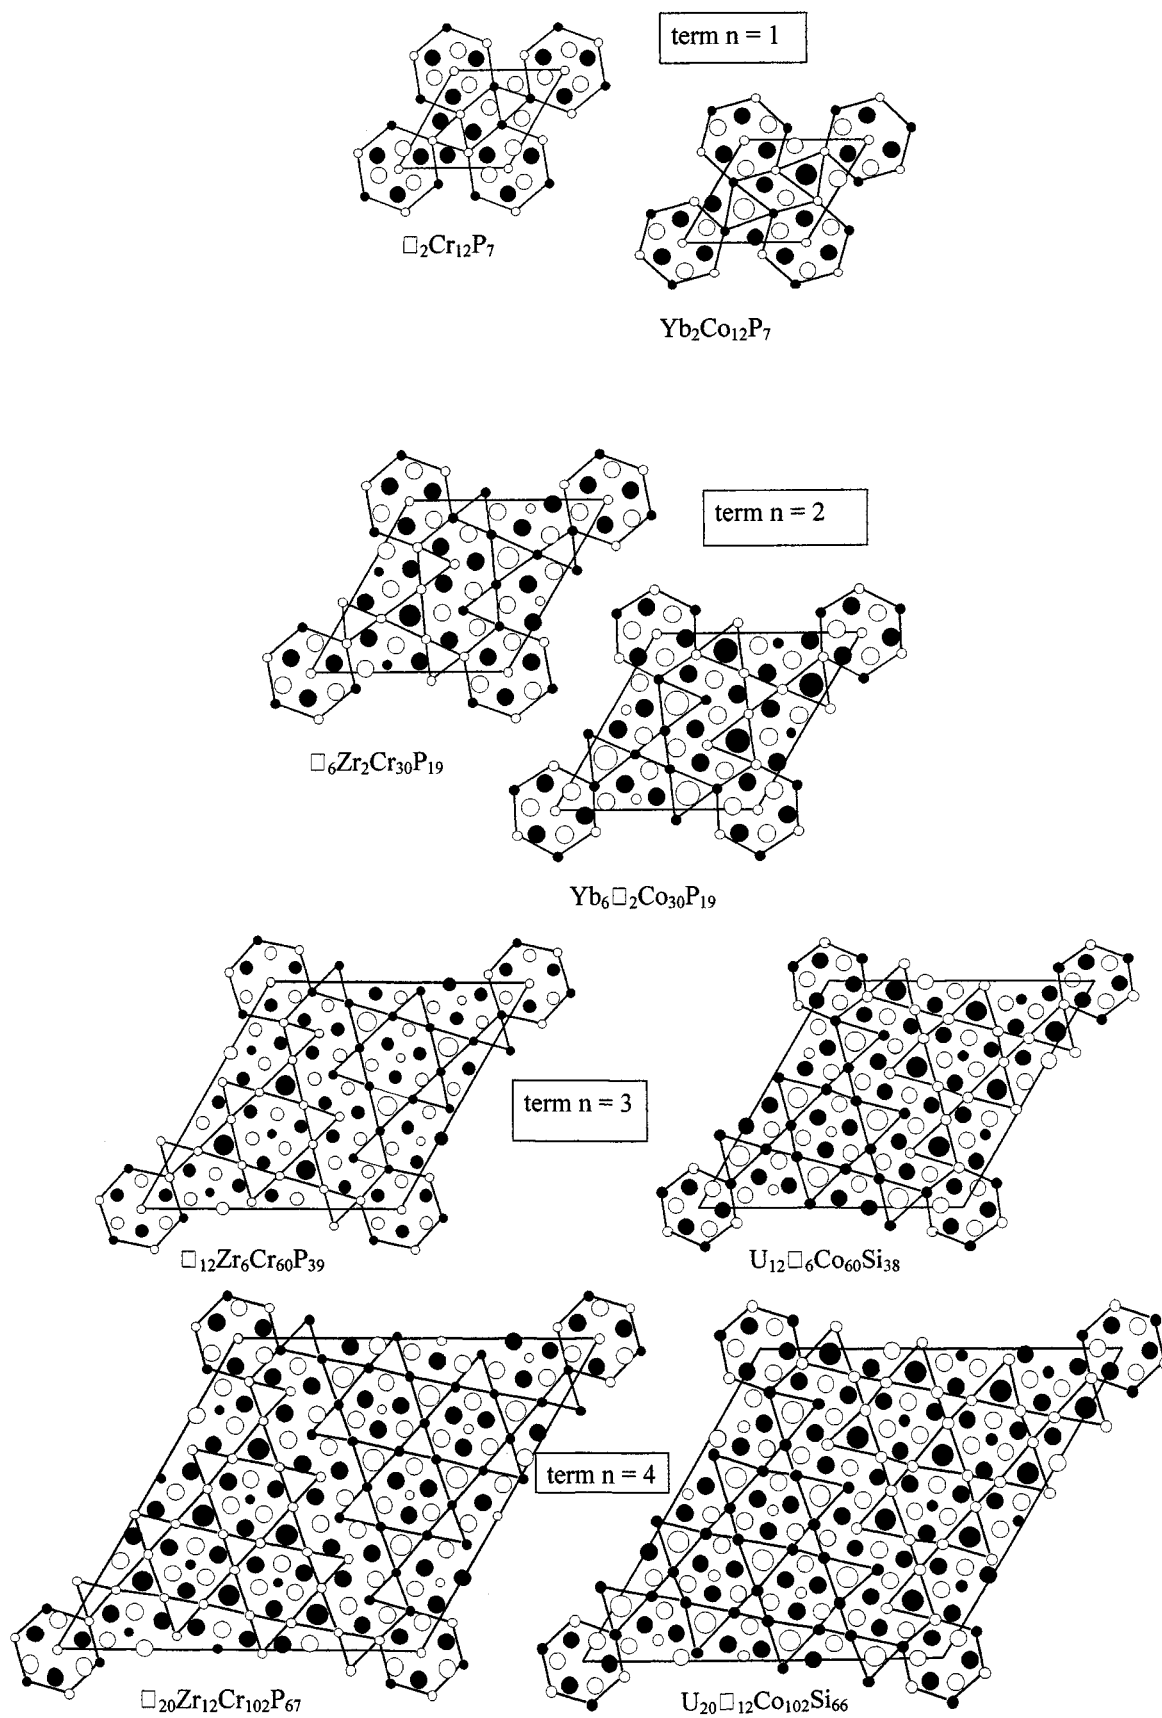 term n = 1
□₂Cr₁₂P₇
Yb₂Co₁₂P₇
term n = 2
□₆Zr₂Cr₃₀P₁₉
Yb₆□₂Co₃₀P₁₉
term n = 3
□₁₂Zr₆Cr₆₀P₃₉
U₁₂□₆Co₆₀Si₃₈
term n = 4
□₂₀Zr₁₂Cr₁₀₂P₆₇
U₂₀□₁₂Co₁₀₂Si₆₆